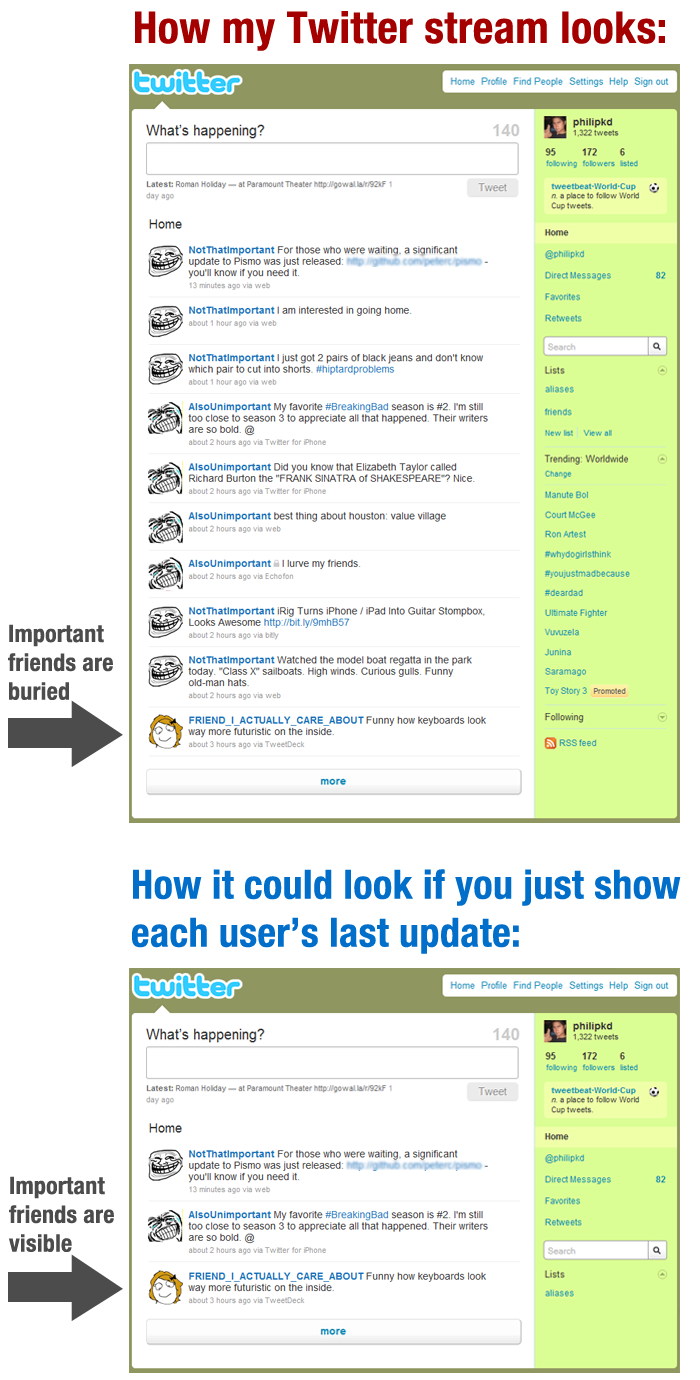 How my Twitter stream looks:
twitter
Home Profile Find People Settings Help Sign out
What's happening?
140
Latest: Roman Holiday — at Paramount Theater http://gowal.la/r/92kF 1
day ago
Tweet
Home
NotThatImportant For those who were waiting, a significant
update to Pismo was just released: http://github.com/peterc/pismo -
you'll know if you need it.
13 minutes ago via web
NotThatImportant I am interested in going home.
about 1 hour ago via web
NotThatImportant I just got 2 pairs of black jeans and don't know
which pair to cut into shorts. #hiptardproblems
about 1 hour ago via web
AlsoUnimportant My favorite #BreakingBad season is #2. I'm still
too close to season 3 to appreciate all that happened. Their writers
are so bold. @
about 2 hours ago via Twitter for iPhone
AlsoUnimportant Did you know that Elizabeth Taylor called
Richard Burton the "FRANK SINATRA of SHAKESPEARE"? Nice.
about 2 hours ago via Twitter for iPhone
AlsoUnimportant best thing about houston: value village
about 2 hours ago via web
AlsoUnimportant I lurve my friends.
about 2 hours ago via Echofon
NotThatImportant iRig Turns iPhone / iPad Into Guitar Stompbox,
Looks Awesome http://bit.ly/9mhB57
about 2 hours ago via bitly
NotThatImportant Watched the model boat regatta in the park
today. "Class X" sailboats. High winds. Curious gulls. Funny
old-man hats.
about 2 hours ago via web
FRIEND_I_ACTUALLY_CARE_ABOUT Funny how keyboards look
way more futuristic on the inside.
about 3 hours ago via TweetDeck
more
Important
friends are
buried
philipkd
1,322 tweets
95 172 6
following followers listed
tweetbeat-World-Cup
n. a place to follow World
Cup tweets.
Home
@philipkd
Direct Messages 82
Favorites
Retweets
Search
Lists
aliases
friends
New list View all
Trending: Worldwide
Change
Manute Bol
Court McGee
Ron Artest
#whydogirlsthink
#youjustmadbecause
#deardad
Ultimate Fighter
Vuvuzela
Junina
Saramago
Toy Story 3 Promoted
Following
RSS feed
How it could look if you just show
each user's last update:
twitter
Home Profile Find People Settings Help Sign out
What's happening?
140
Latest: Roman Holiday — at Paramount Theater http://gowal.la/r/92kF 1
day ago
Tweet
Home
NotThatImportant For those who were waiting, a significant
update to Pismo was just released: http://github.com/peterc/pismo -
you'll know if you need it.
13 minutes ago via web
AlsoUnimportant My favorite #BreakingBad season is #2. I'm still
too close to season 3 to appreciate all that happened. Their writers
are so bold. @
about 2 hours ago via Twitter for iPhone
FRIEND_I_ACTUALLY_CARE_ABOUT Funny how keyboards look
way more futuristic on the inside.
about 3 hours ago via TweetDeck
more
Important
friends are
visible
philipkd
1,322 tweets
95 172 6
following followers listed
tweetbeat-World-Cup
n. a place to follow World
Cup tweets.
Home
@philipkd
Direct Messages 82
Favorites
Retweets
Search
Lists
aliases